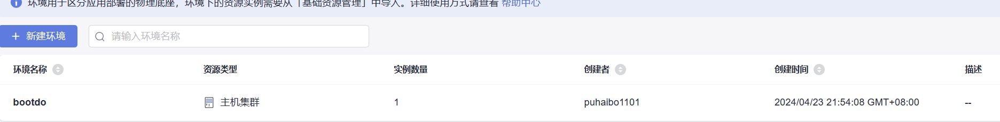 环境用于区分应用部署的物理底座，环境下的资源实例需要从「基础资源管理」中导入。详细使用方式请查看 帮助中心
+ 新建环境 请输入环境名称
环境名称 资源类型 实例数量 创建者 创建时间 描述
bootdo 主机集群 1 puhaibo1101 2024/04/23 21:54:08 GMT+08:00 --